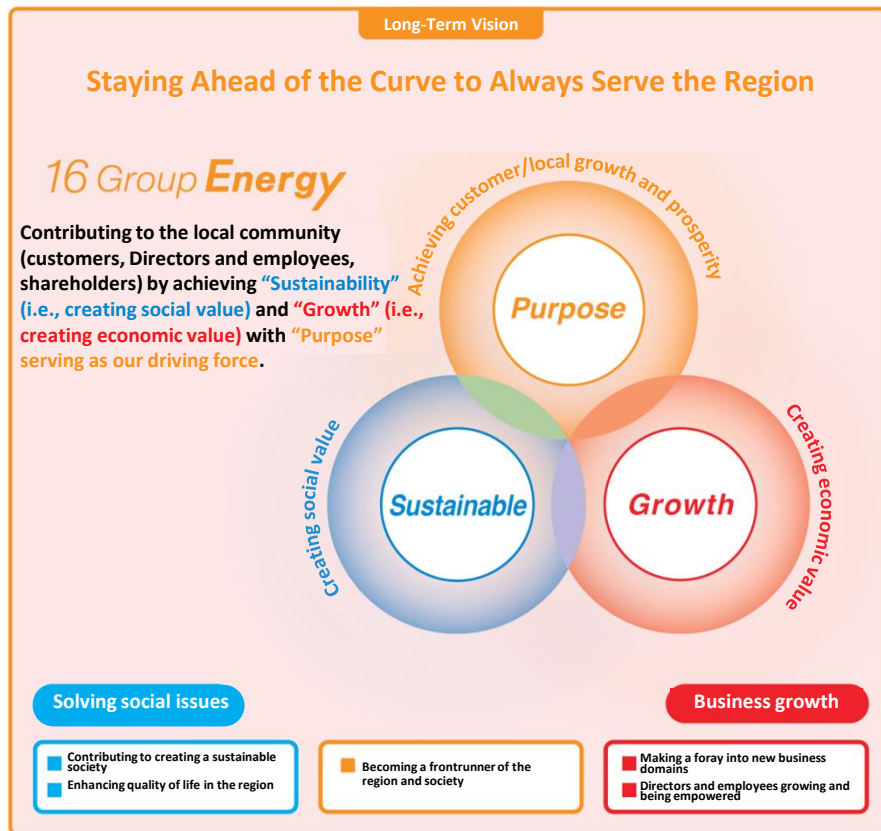 Long-Term Vision
Staying Ahead of the Curve to Always Serve the Region
16 Group Energy
Contributing to the local community
(customers, Directors and employees,
shareholders) by achieving “Sustainability”
(i.e., creating social value) and “Growth” (i.e.,
creating economic value) with “Purpose”
serving as our driving force.
Achieving customer/local growth and prosperity
Purpose
Creating social value
Sustainable
Growth
Creating economic value
Solving social issues
Contributing to creating a sustainable
society
Enhancing quality of life in the region
Becoming a frontrunner of the
region and society
Business growth
Making a foray into new business
domains
Directors and employees growing and
being empowered